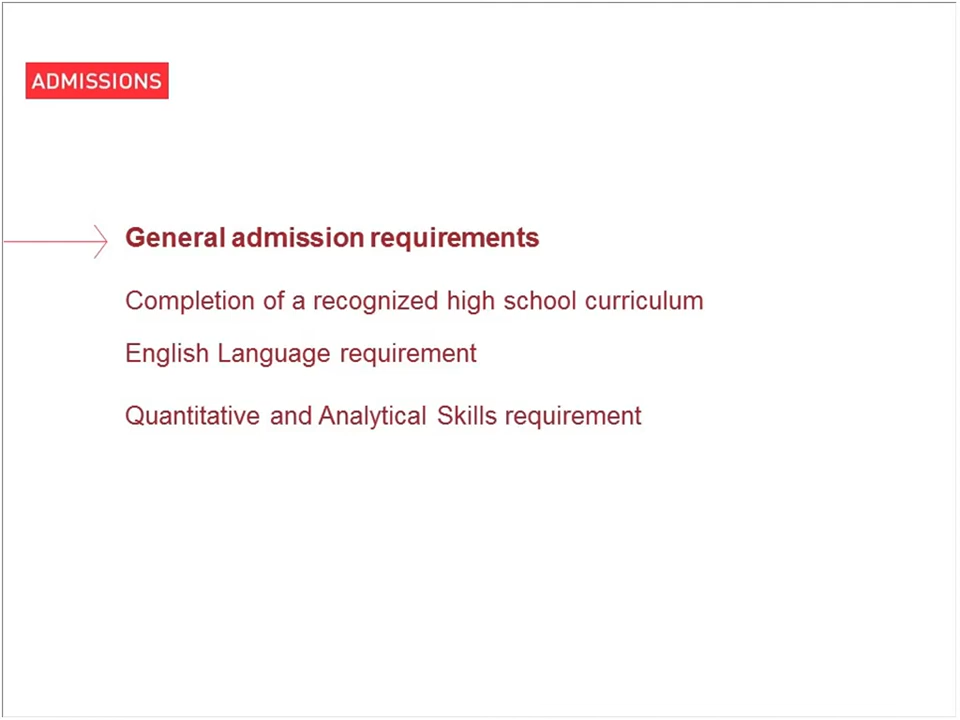 ADMISSIONS
General admission requirements
Completion of a recognized high school curriculum
English Language requirement
Quantitative and Analytical Skills requirement